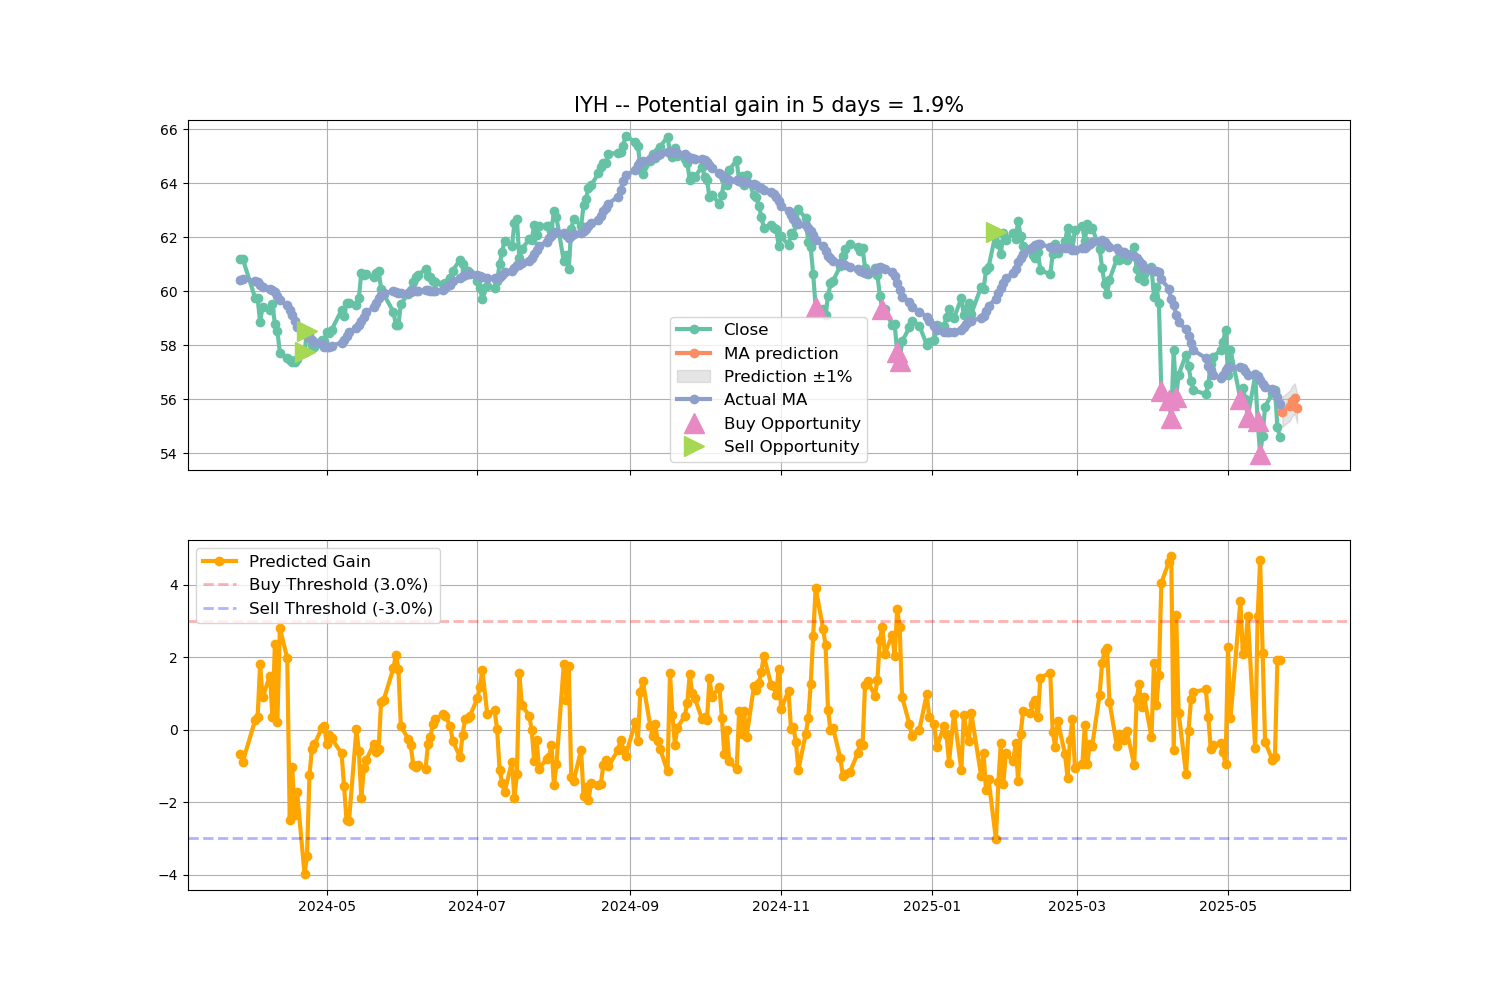 IYH -- Potential gain in 5 days = 1.9%
66
64
62
60
58
56
54
Close
MA prediction
Prediction ±1%
Actual MA
Buy Opportunity
Sell Opportunity
Predicted Gain
Buy Threshold (3.0%)
Sell Threshold (-3.0%)
4
2
0
−2
−4
2024-05 2024-07 2024-09 2024-11 2025-01 2025-03 2025-05